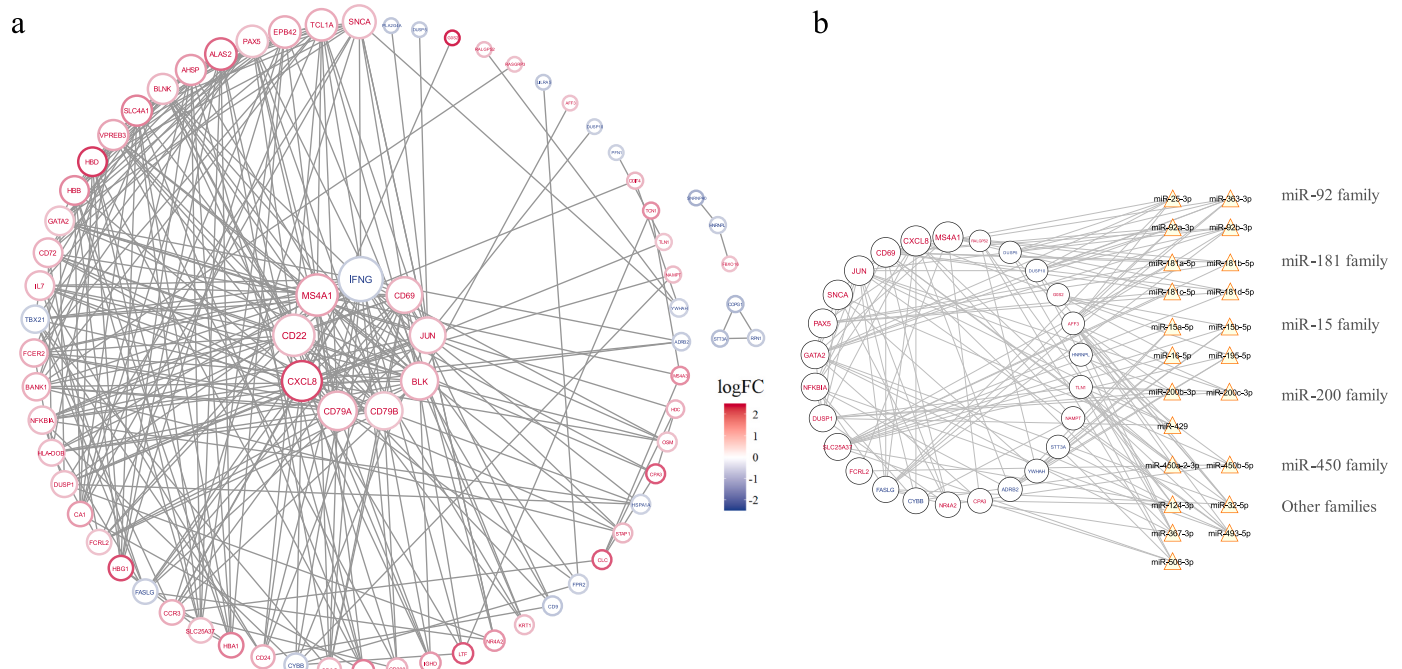 a
b
SNCA
TCL1A
EPB42
PAX5
ALAS2
AHSP
BLNK
SLC4A1
VPREB3
HBD
HBB
GATA2
CD72
IL7
TBX21
FCER2
BANK1
NFKBIA
HLA-DOB
DUSP1
CA1
FCRL2
HBG1
FASLG
CCR3
SLC25A37
HBA1
CD24
CYBB
IGHD
LTF
NR4A2
KRT1
CD9
FPR2
CLC
STAP1
HSPA1A
CPA3
OSM
HDC
MS4A3
ADRB2
YWHAH
NAMPT
TLN1
TCN1
DUSP10
AFF3
IFNG
MS4A1
CD69
CD22
JUN
CXCL8
BLK
CD79A
CD79B
HNRNPL
FBXO16
COPG1
STT3A
RPN1
logFC
2
1
0
-1
-2
MS4A1
CXCL8
CD69
JUN
SNCA
PAX5
GATA2
NFKBIA
DUSP1
SLC25A37
FCRL2
FASLG
CYBB
NR4A2
CPA3
ADRB2
YWHAH
STT3A
NAMPT
TLN1
HNRNPL
AFF3
DUSP10
RALGPS2
miR-25-3p miR-363-3p miR-92 family
miR-92a-3p miR-92b-3p
miR-181a-5p miR-181b-5p miR-181 family
miR-181c-5p miR-181d-5p
miR-15a-5p miR-15b-5p miR-15 family
miR-16-5p miR-195-5p
miR-200b-3p miR-200c-3p miR-200 family
miR-429
miR-450a-2-3p miR-450b-5p miR-450 family
miR-124-3p miR-32-5p Other families
miR-367-3p miR-493-5p
miR-506-3p